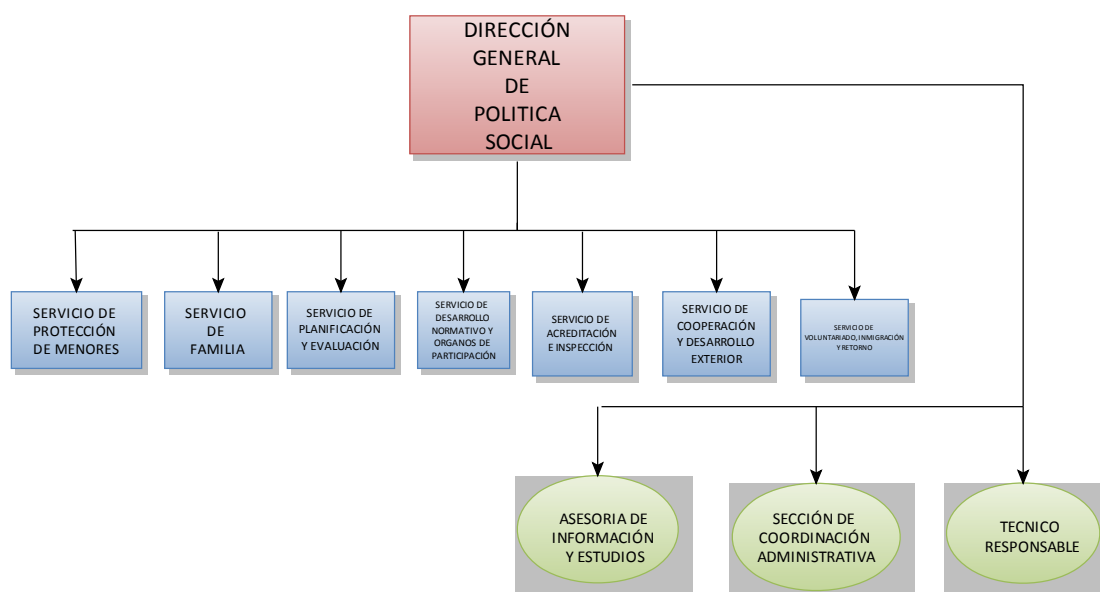 DIRECCIÓN
GENERAL
DE
POLITICA
SOCIAL
SERVICIO DE
PROTECCIÓN
DE MENORES
SERVICIO
DE
FAMILIA
SERVICIO DE
PLANIFICACIÓN
Y EVALUACIÓN
SERVICIO DE
DESARROLLO
NORMATIVO Y
ORGANOS DE
PARTICIPACIÓN
SERVICIO DE
ACREDITACIÓN
E INSPECCIÓN
SERVICIO DE
COOPERACIÓN
Y DESARROLLO
EXTERIOR
SERVICIO DE
VOLUNTARIADO, INMIGRACIÓN
Y RETORNO
ASESORIA DE
INFORMACIÓN
Y ESTUDIOS
SECCIÓN DE
COORDINACIÓN
ADMINISTRATIVA
TECNICO
RESPONSABLE